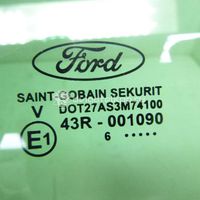 Ford
SAINT-GOBAIN SEKURIT
V DOT27AS3M74100
E1 43R - 001090
6 ....